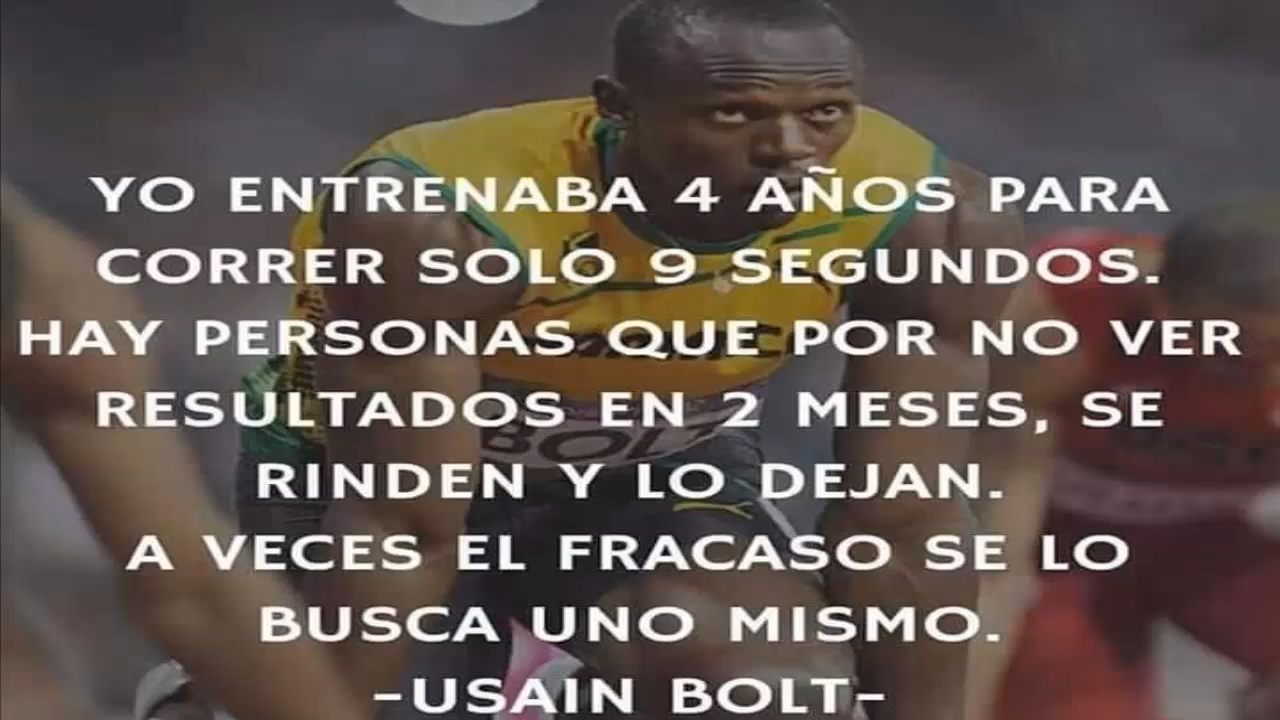 YO ENTRENABA 4 AÑOS PARA
CORRER SOLO 9 SEGUNDOS.
HAY PERSONAS QUE POR NO VER
RESULTADOS EN 2 MESES, SE
RINDEN Y LO DEJAN.
A VECES EL FRACASO SE LO
BUSCA UNO MISMO.
-USAIN BOLT-
BOLT